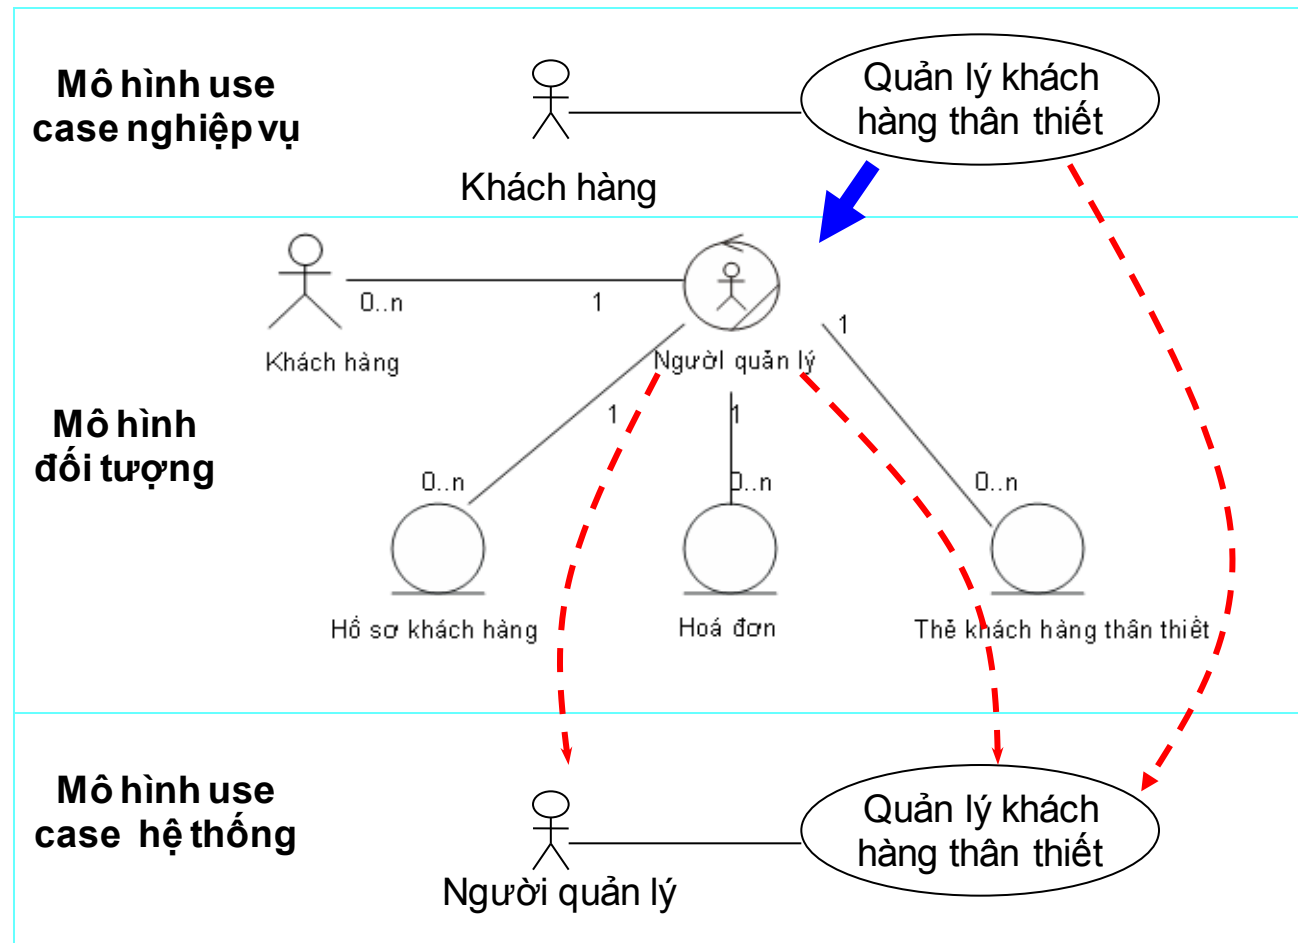 Mô hình use
case nghiệp vụ
Khách hàng
Quản lý khách
hàng thân thiết
Mô hình
đối tượng
Khách hàng
0..n
1
Ngườl quản lý
1
0..n
1
0..n
1
0..n
Hồ sơ khách hàng
Hoá đơn
Thẻ khách hàng thân thiết
Mô hình use
case hệ thống
Người quản lý
Quản lý khách
hàng thân thiết